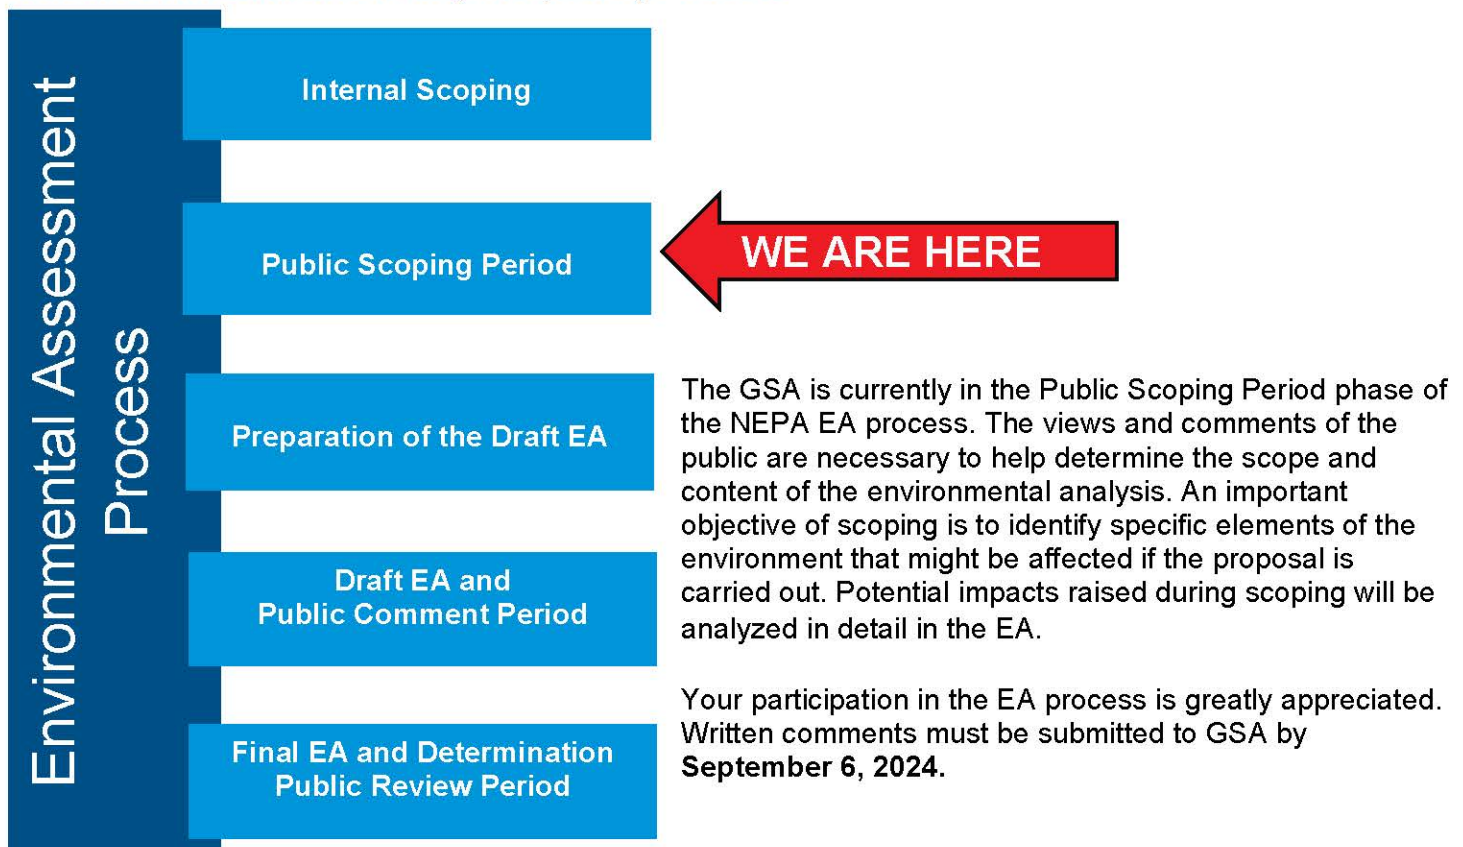 Environmental Assessment
Process
Internal Scoping
Public Scoping Period
WE ARE HERE
Preparation of the Draft EA
Draft EA and
Public Comment Period
Final EA and Determination
Public Review Period
The GSA is currently in the Public Scoping Period phase of
the NEPA EA process. The views and comments of the
public are necessary to help determine the scope and
content of the environmental analysis. An important
objective of scoping is to identify specific elements of the
environment that might be affected if the proposal is
carried out. Potential impacts raised during scoping will be
analyzed in detail in the EA.
Your participation in the EA process is greatly appreciated.
Written comments must be submitted to GSA by
September 6, 2024.